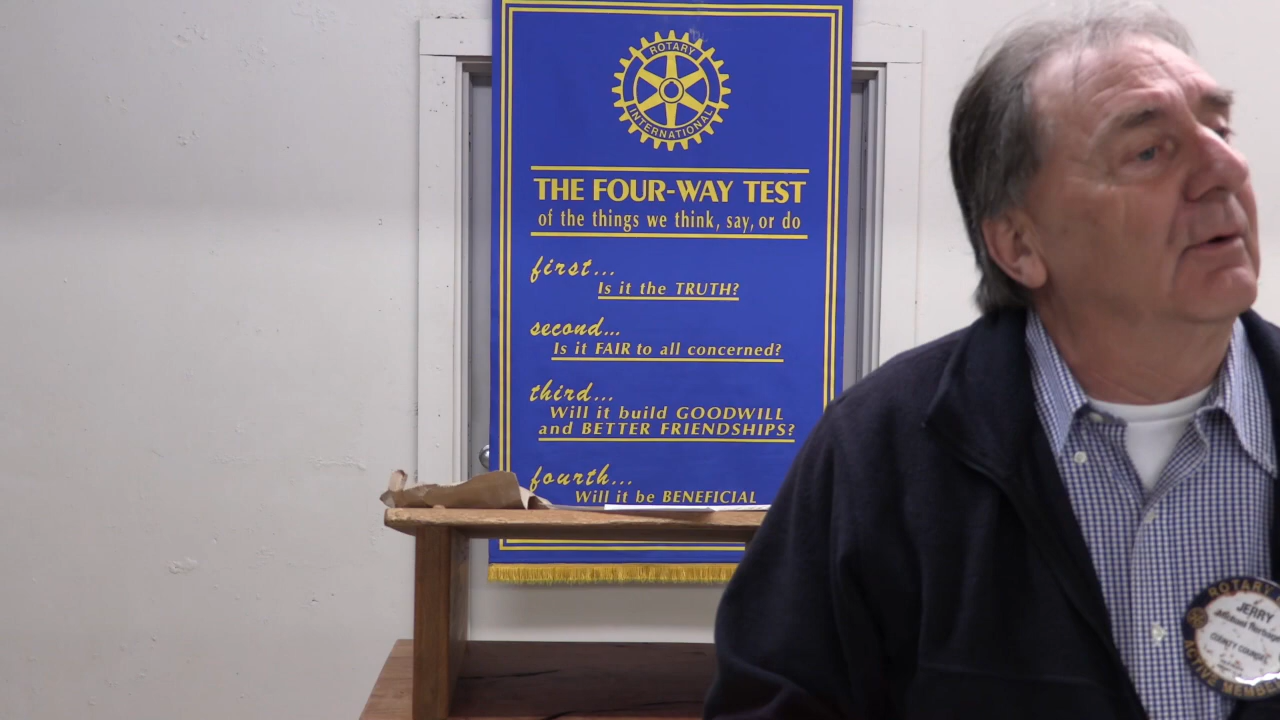 ROTARY
INTERNATIONAL
THE FOUR-WAY TEST
of the things we think, say, or do
first...
Is it the TRUTH?
second...
Is it FAIR to all concerned?
third...
Will it build GOODWILL
and BETTER FRIENDSHIPS?
fourth...
Will it be BENEFICIAL
ROTARY
JERRY
COUNTY
ACTIVE